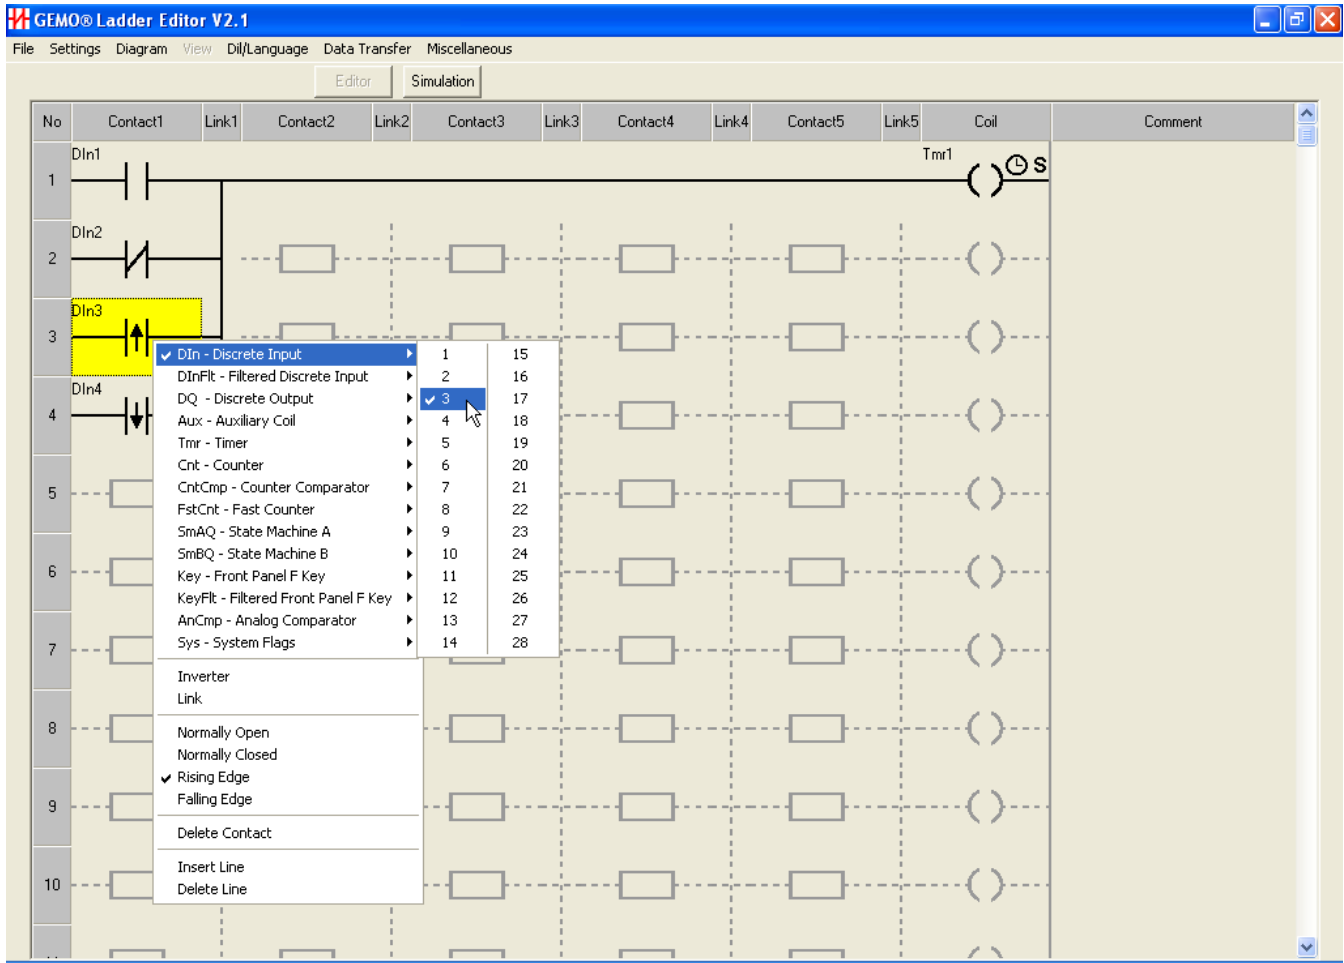 GEMO® Ladder Editor V2.1
File Settings Diagram View Dil/Language Data Transfer Miscellaneous
Editor Simulation
No Contact1 Link1 Contact2 Link2 Contact3 Link3 Contact4 Link4 Contact5 Link5 Coil Comment
DIn1 Tmr1
1 S
DIn2
2
DIn3
3
DIn4
4
5
6
7
8
9
10
DIn - Discrete Input
DInFlt - Filtered Discrete Input
DQ - Discrete Output
Aux - Auxiliary Coil
Tmr - Timer
Cnt - Counter
CntCmp - Counter Comparator
FstCnt - Fast Counter
SmAQ - State Machine A
SmBQ - State Machine B
Key - Front Panel F Key
KeyFlt - Filtered Front Panel F Key
AnCmp - Analog Comparator
Sys - System Flags
Inverter
Link
Normally Open
Normally Closed
Rising Edge
Falling Edge
Delete Contact
Insert Line
Delete Line
1 15
2 16
3 17
4 18
5 19
6 20
7 21
8 22
9 23
10 24
11 25
12 26
13 27
14 28